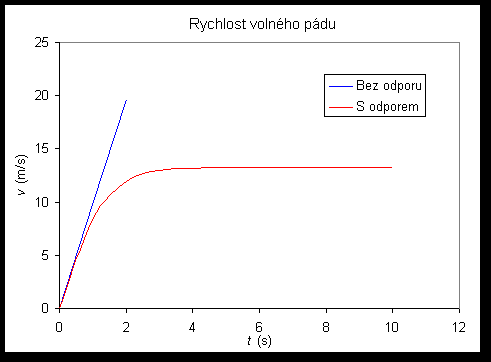 Rychlost volného pádu
25
20
15
10
5
0
v (m/s)
Bez odporu
S odporem
0 2 4 6 8 10 12
t (s)